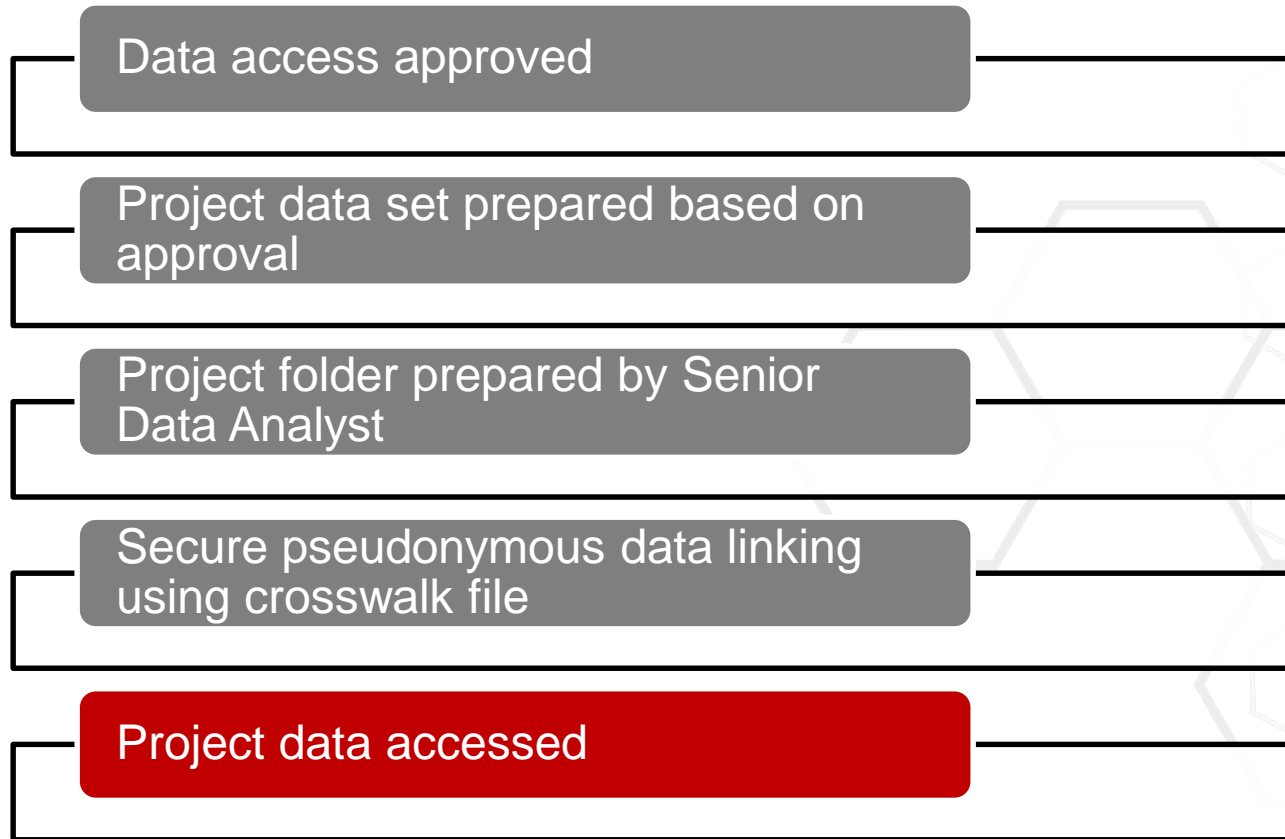 Data access approved
Project data set prepared based on
approval
Project folder prepared by Senior
Data Analyst
Secure pseudonymous data linking
using crosswalk file
Project data accessed